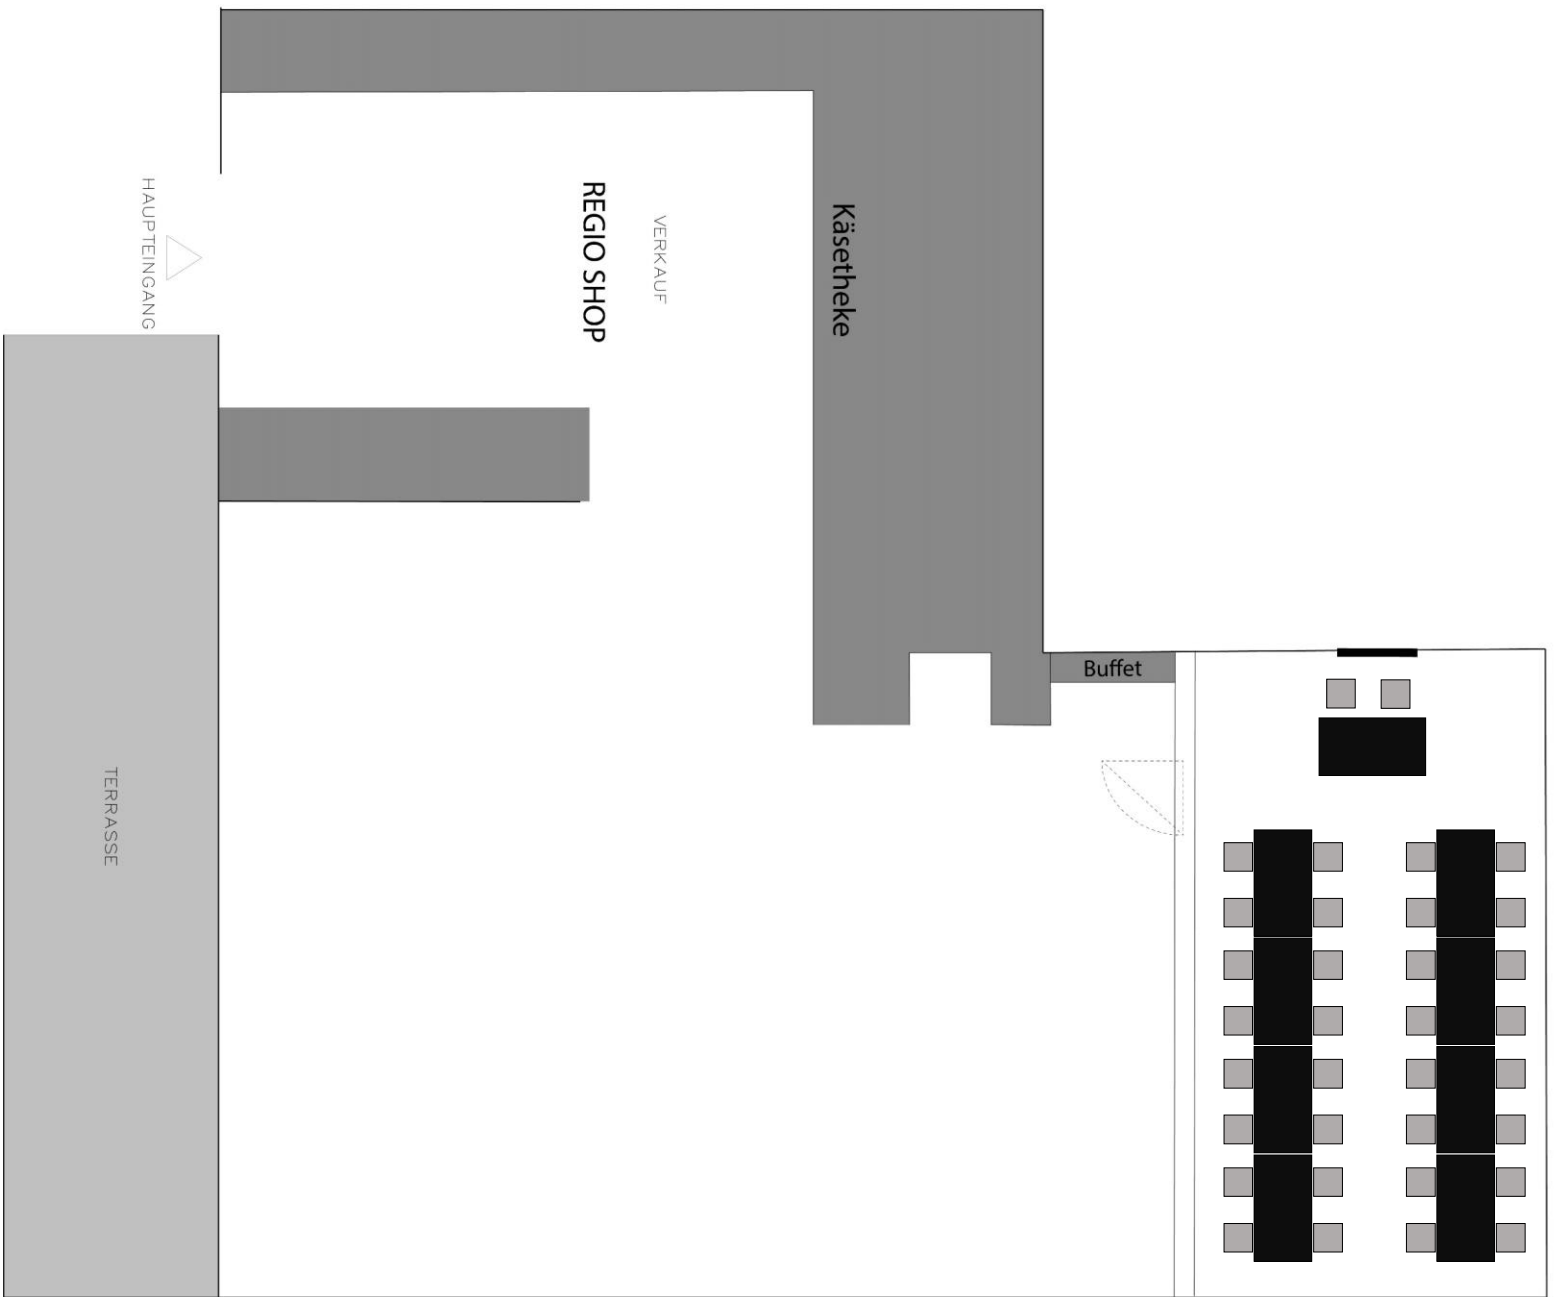 HAUPTEINGANG
REGIO SHOP
VERKAUF
Käsetheke
Buffet
TERRASSE